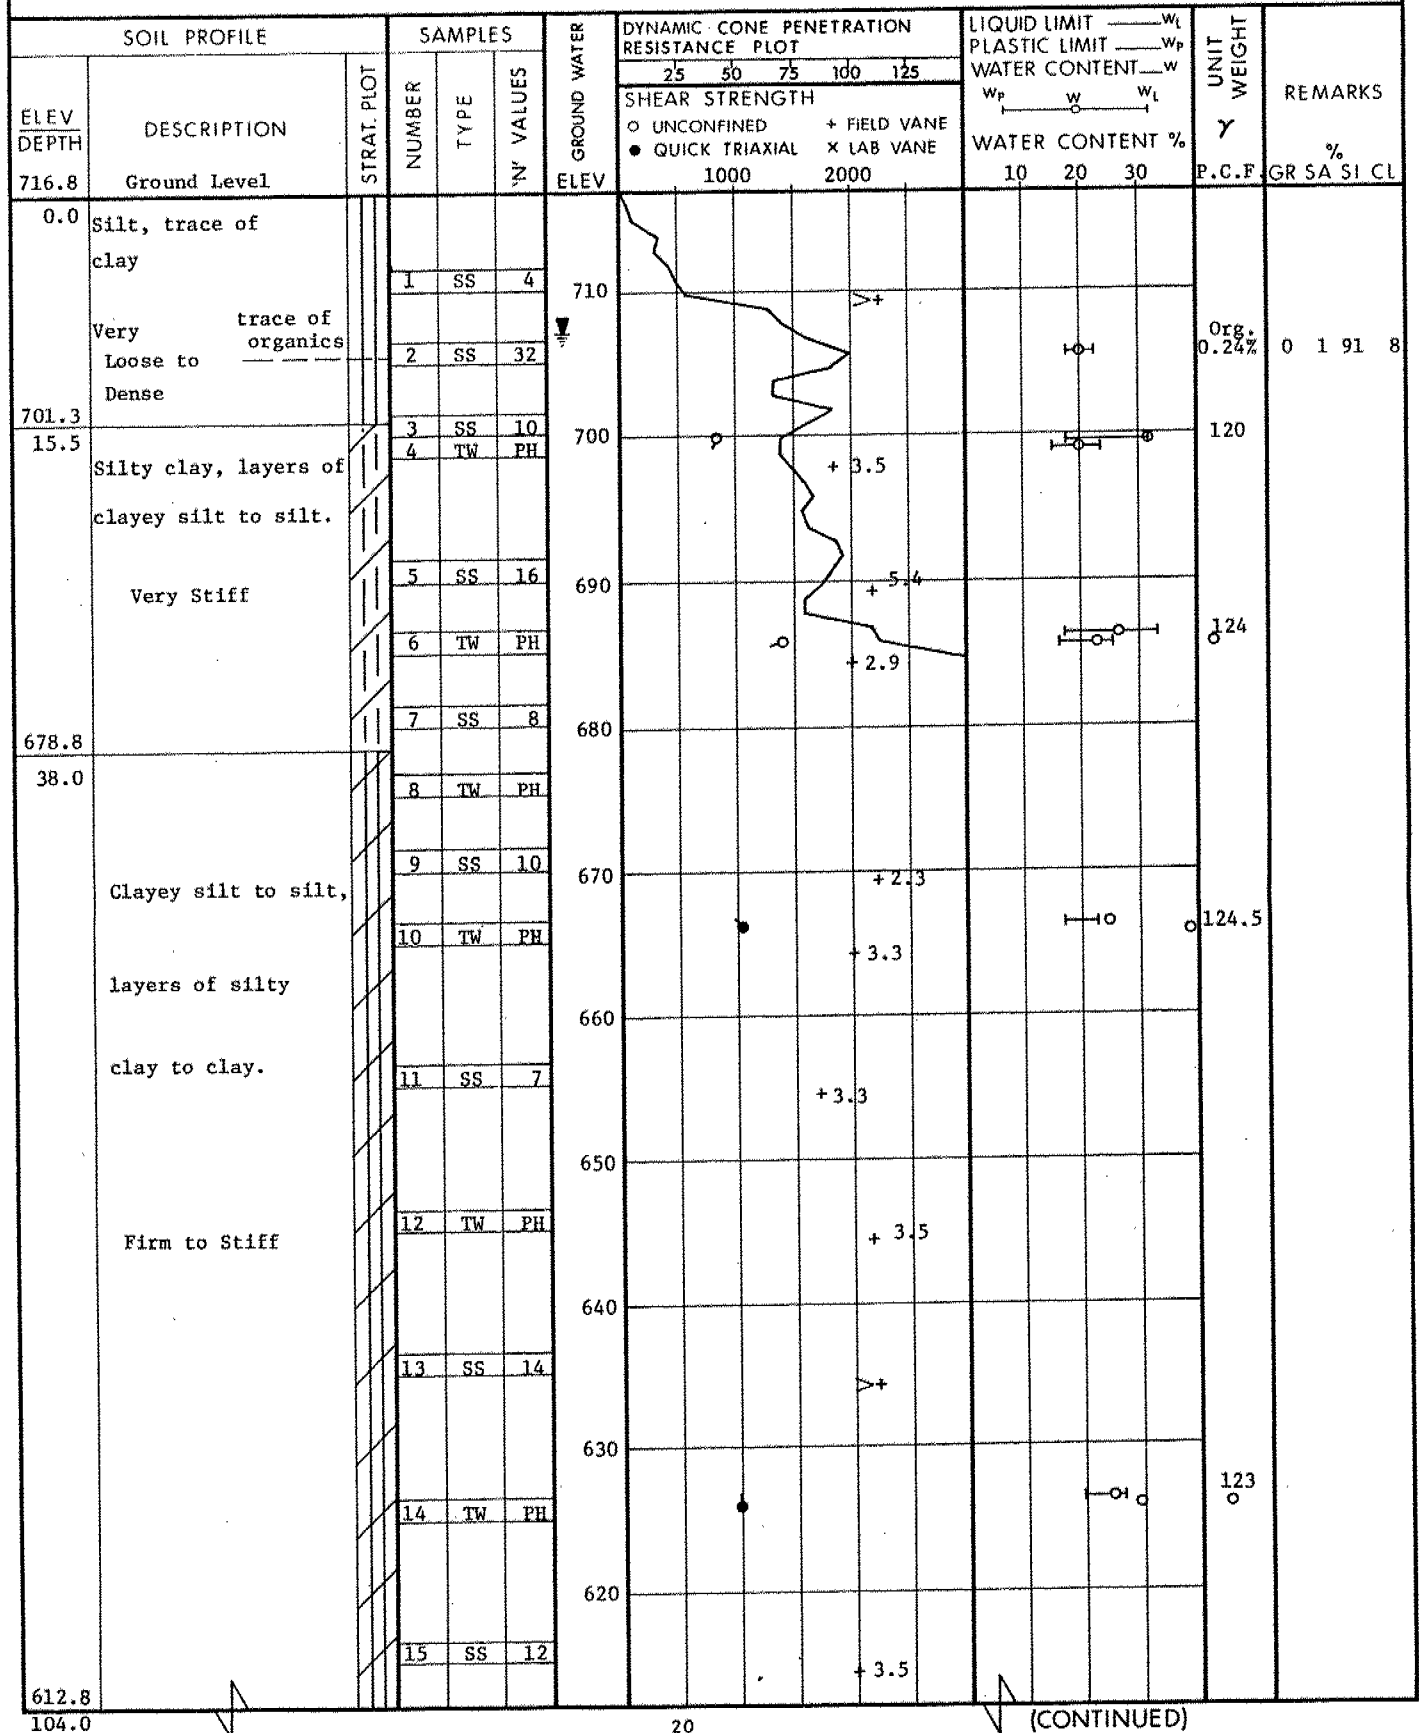 SOIL PROFILE
SAMPLES
GROUND WATER
ELEV
DYNAMIC CONE PENETRATION
RESISTANCE PLOT
25 50 75 100 125
SHEAR STRENGTH
o UNCONFINED + FIELD VANE
● QUICK TRIAXIAL x LAB VANE
1000 2000
LIQUID LIMIT ——— WL
PLASTIC LIMIT ——— WP
WATER CONTENT — W
WP W WL
WATER CONTENT %
10 20 30
UNIT WEIGHT
γ
P.C.F.
REMARKS
%
GR SA SI CL
ELEV
DEPTH
DESCRIPTION
STRAT. PLOT
NUMBER
TYPE
'N' VALUES
716.8 Ground Level
0.0 Silt, trace of
clay
1 SS 4
710
>+
Very trace of
organics
Loose to
2 SS 32
Org.
0.24% 0 1 91 8
Dense
701.3
15.5
3 SS 10
4 TW PH
700
120
+ 3.5
Silty clay, layers of
clayey silt to silt.
5 SS 16
690
+ 5.4
Very Stiff
6 TW PH
124
+ 2.9
7 SS 8
680
678.8
38.0
8 TW PH
9 SS 10
670
+ 2.3
Clayey silt to silt,
124.5
10 TW PH
+ 3.3
layers of silty
660
clay to clay.
11 SS 7
+ 3.3
650
12 TW PH
+ 3.5
Firm to Stiff
640
13 SS 14
>+
630
123
14 TW PH
620
15 SS 12
+ 3.5
612.8
104.0
20
(CONTINUED)